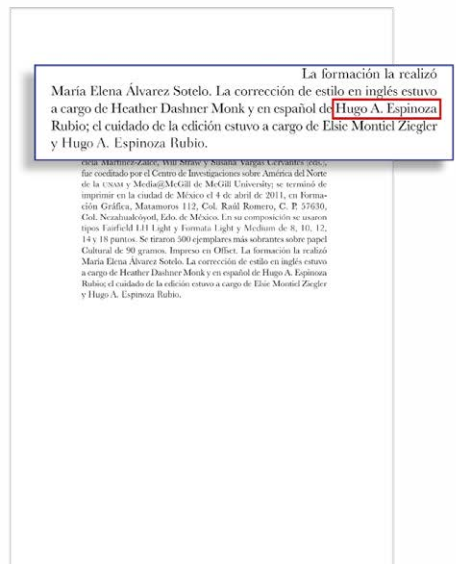 La formación la realizó
María Elena Álvarez Sotelo. La corrección de estilo en inglés estuvo
a cargo de Heather Dashner Monk y en español de Hugo A. Espinoza
Rubio; el cuidado de la edición estuvo a cargo de Elsie Montiel Ziegler
y Hugo A. Espinoza Rubio.
cia Martínez-Zalce, Will Straw y Susana Vargas Cervantes (eds.),
fue coeditado por el Centro de Investigaciones sobre América del Norte
de la UNAM y Media@McGill de McGill University; se terminó de
imprimir en la ciudad de México el 4 de abril de 2011, en Forma-
ción Gráfica, Matamoros 112, Col. Raúl Romero, C. P. 57630,
Col. Nezahualcóyotl, Edo. de México. En su composición se usaron
tipos Fairfield LH Light y Formata Light y Medium de 8, 10, 12,
14 y 18 puntos. Se tiraron 500 ejemplares más sobrantes sobre papel
Cultural de 90 gramos. Impreso en Offset. La formación la realizó
María Elena Álvarez Sotelo. La corrección de estilo en inglés estuvo
a cargo de Heather Dashner Monk y en español de Hugo A. Espinoza
Rubio; el cuidado de la edición estuvo a cargo de Elsie Montiel Ziegler
y Hugo A. Espinoza Rubio.